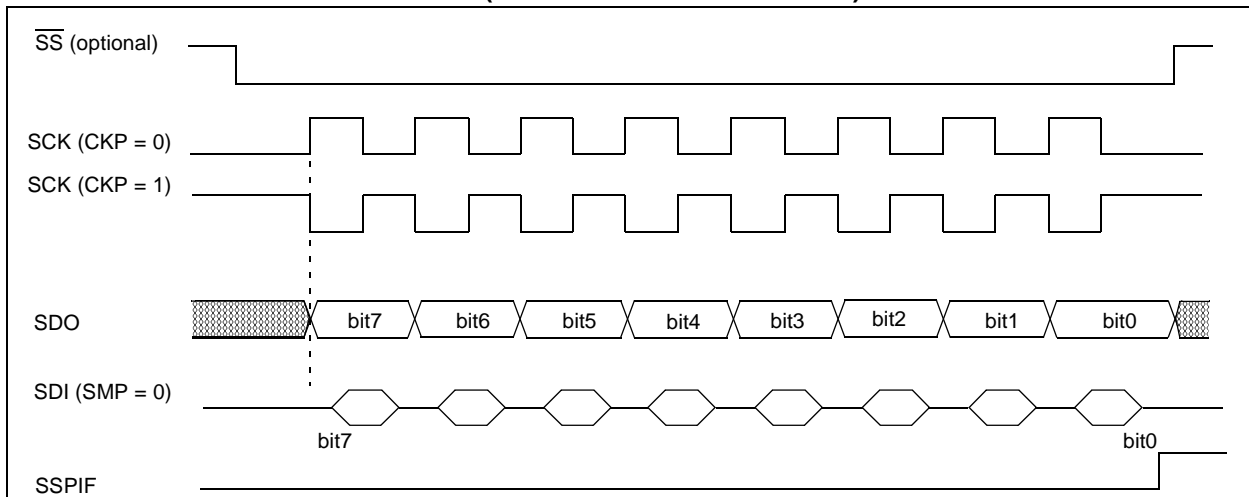 SS (optional)
SCK (CKP = 0)
SCK (CKP = 1)
SDO
bit7 bit6 bit5 bit4 bit3 bit2 bit1 bit0
SDI (SMP = 0)
bit7 bit0
SSPIF